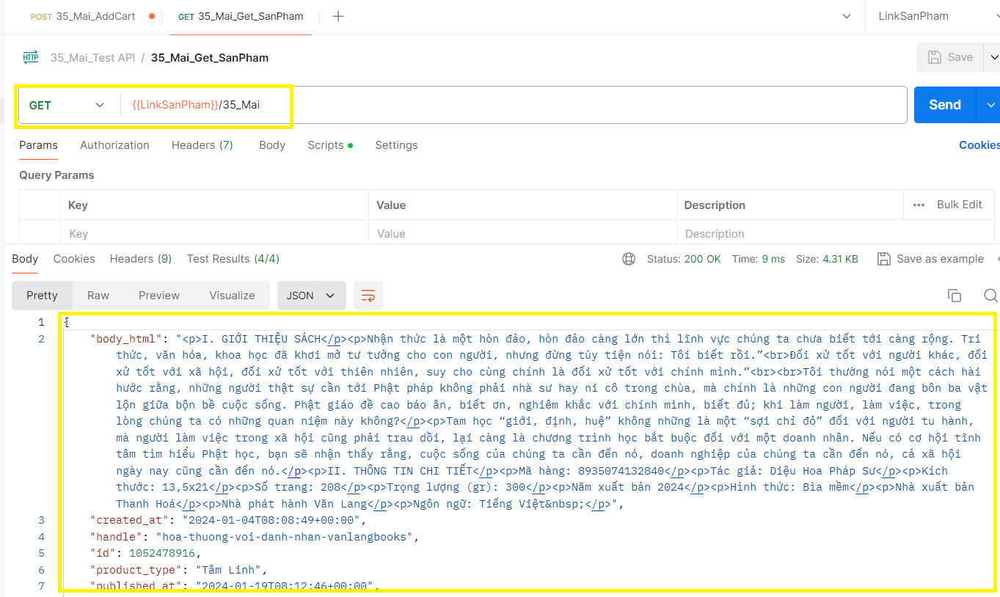 POST 35_Mai_AddCart GET 35_Mai_Get_SanPham LinkSanPham
HTTP 35_Mai_Test API / 35_Mai_Get_SanPham Save
GET {{LinkSanPham}}/35_Mai Send
Params Authorization Headers (7) Body Scripts Settings Cookies
Query Params
Key Value Description Bulk Edit
Key Value Description
Body Cookies Headers (9) Test Results (4/4) Status: 200 OK Time: 9 ms Size: 4.31 KB Save as example
Pretty Raw Preview Visualize JSON
1 {
2 "body_html": "<p>I. GIỚI THIỆU SÁCH</p><p>Nhận thức là một hòn đảo, hòn đảo càng lớn thì lĩnh vực chúng ta chưa biết tới càng rộng. Tri
thức, văn hóa, khoa học đã khơi mở tư tưởng cho con người, nhưng đừng tùy tiện nói: Tôi biết rồi.”<br>Đối xử tốt với người khác, đối
xử tốt với xã hội, đối xử tốt với thiên nhiên, suy cho cùng chính là đối xử tốt với chính mình.”<br><br>Tôi thường nói một cách hài
hước rằng, những người thật sự cần tới Phật pháp không phải nhà sư hay ni cô trong chùa, mà chính là những con người đang bôn ba vật
lộn giữa bộn bề cuộc sống. Phật giáo đề cao báo ân, biết ơn, nghiêm khắc với chính mình, biết đủ; khi làm người, làm việc, trong
lòng chúng ta có những quan niệm này không?</p><p>Tam học “giới, định, huệ” không những là một “sợi chỉ đỏ” đối với người tu hành,
mà người làm việc trong xã hội cũng phải trau dồi, lại càng là chương trình học bắt buộc đối với một doanh nhân. Nếu có cơ hội tĩnh
tâm tìm hiểu Phật học, bạn sẽ nhận thấy rằng, cuộc sống của chúng ta cần đến nó, doanh nghiệp của chúng ta cần đến nó, cả xã hội
ngày nay cũng cần đến nó.</p><p>II. THÔNG TIN CHI TIẾT</p><p>Mã hàng: 8935074132840</p><p>Tác giả: Diệu Hoa Pháp Sư</p><p>Kích
thước: 13,5x21</p><p>Số trang: 208</p><p>Trọng lượng (gr): 300</p><p>Năm xuất bản 2024</p><p>Hình thức: Bìa mềm</p><p>Nhà xuất bản
Thanh Hoá</p><p>Nhà phát hành Văn Lang</p><p>Ngôn ngữ: Tiếng Việt&nbsp;</p>",
3 "created_at": "2024-01-04T08:08:49+00:00",
4 "handle": "hoa-thuong-voi-danh-nhan-vanlangbooks",
5 "id": 1052478916,
6 "product_type": "Tâm Linh",
7 "published_at": "2024-01-19T08:12:46+00:00",